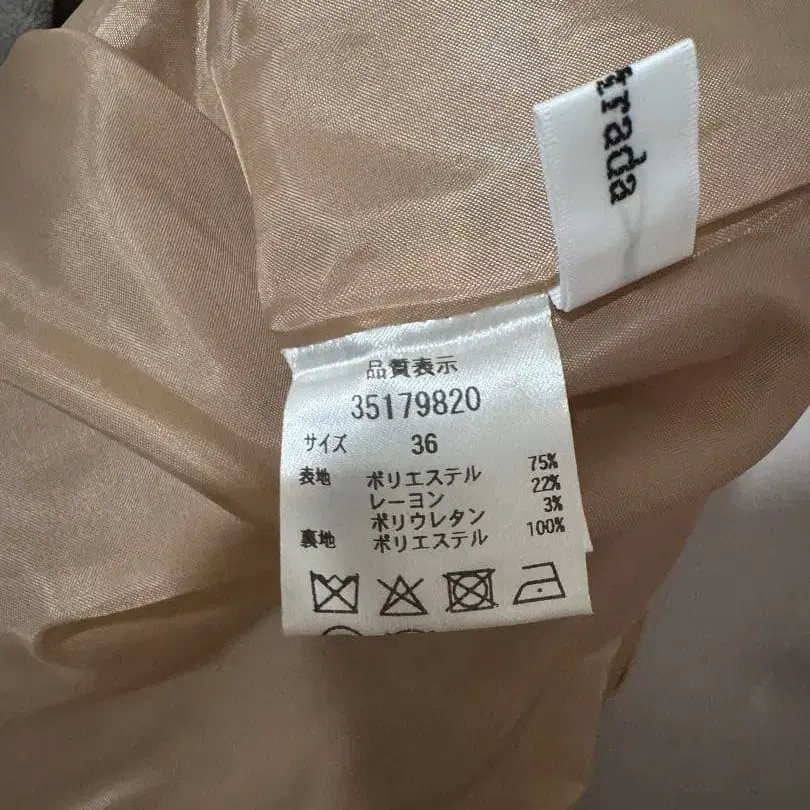 trada
品質表示
35179820
サイズ 36
表地 ポリエステル 75%
レーヨン 22%
ポリウレタン 3%
裏地 ポリエステル 100%